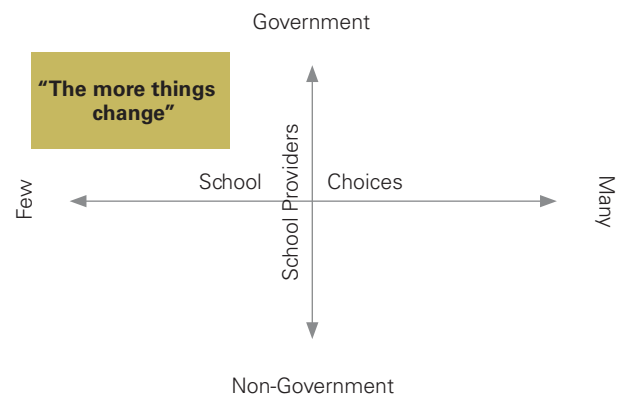 Government
“The more things
change”
School Providers
School Choices
Few
Many
Non-Government